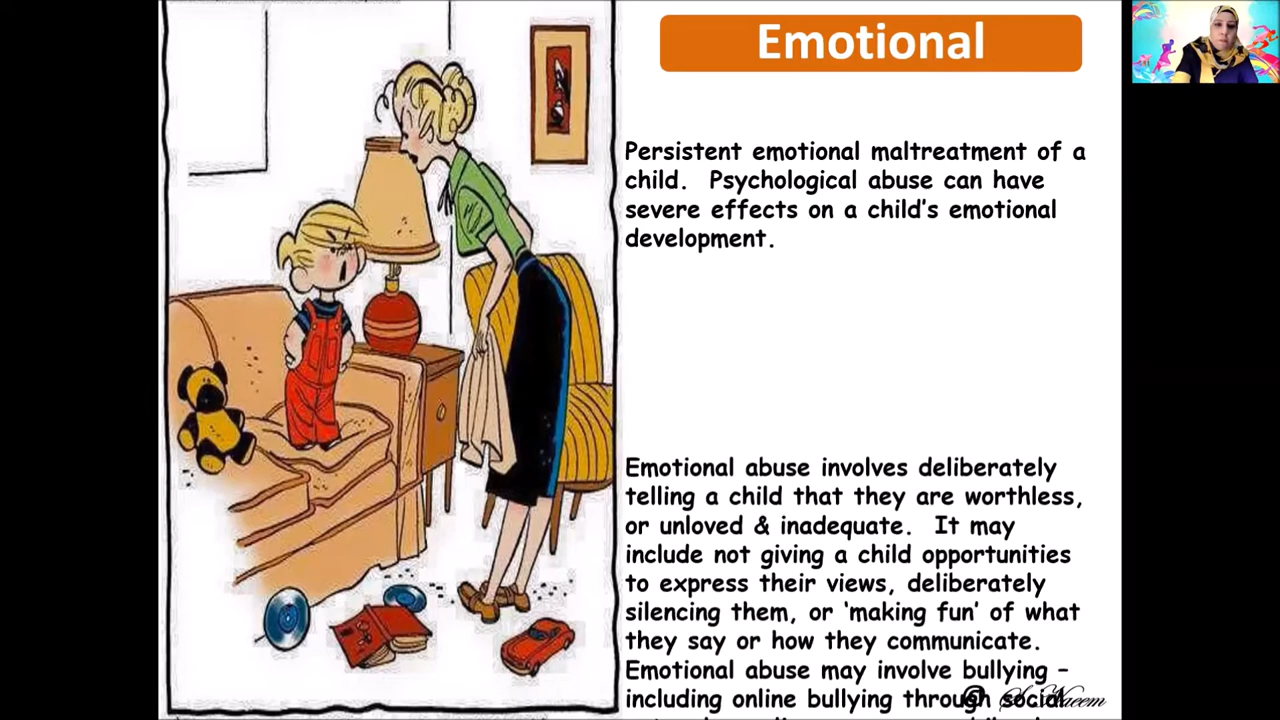 Emotional
Persistent emotional maltreatment of a
child. Psychological abuse can have
severe effects on a child's emotional
development.
Emotional abuse involves deliberately
telling a child that they are worthless,
or unloved & inadequate. It may
include not giving a child opportunities
to express their views, deliberately
silencing them, or ‘making fun’ of what
they say or how they communicate.
Emotional abuse may involve bullying –
including online bullying through social
Naeem